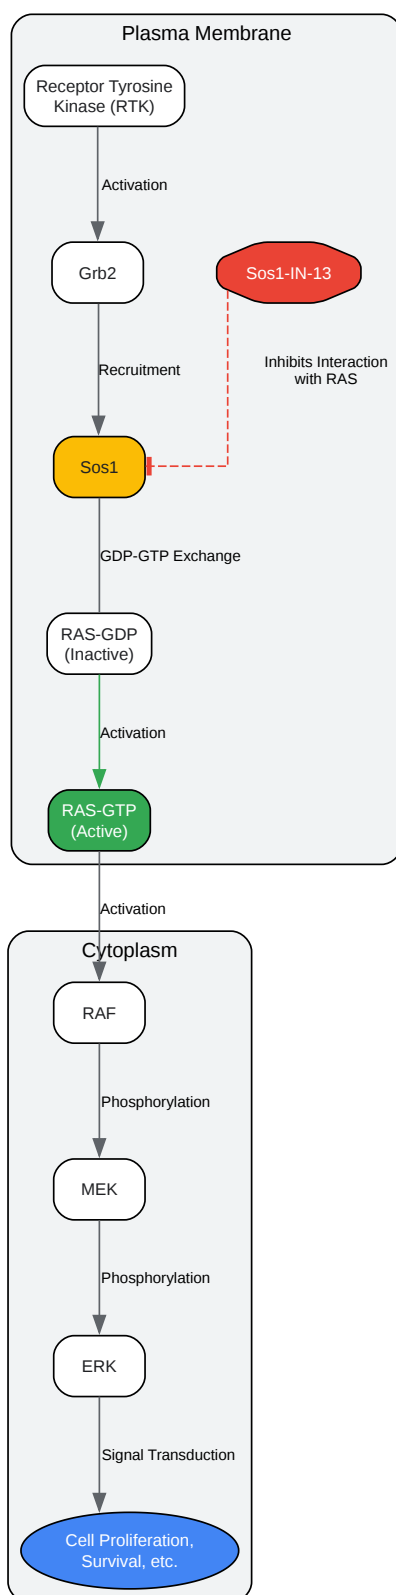 Plasma Membrane
Receptor Tyrosine
Kinase (RTK)
Activation
Grb2
Sos1-IN-13
Inhibits Interaction
with RAS
Recruitment
Sos1
GDP-GTP Exchange
RAS-GDP
(Inactive)
Activation
RAS-GTP
(Active)
Activation
Cytoplasm
RAF
Phosphorylation
MEK
Phosphorylation
ERK
Signal Transduction
Cell Proliferation,
Survival, etc.